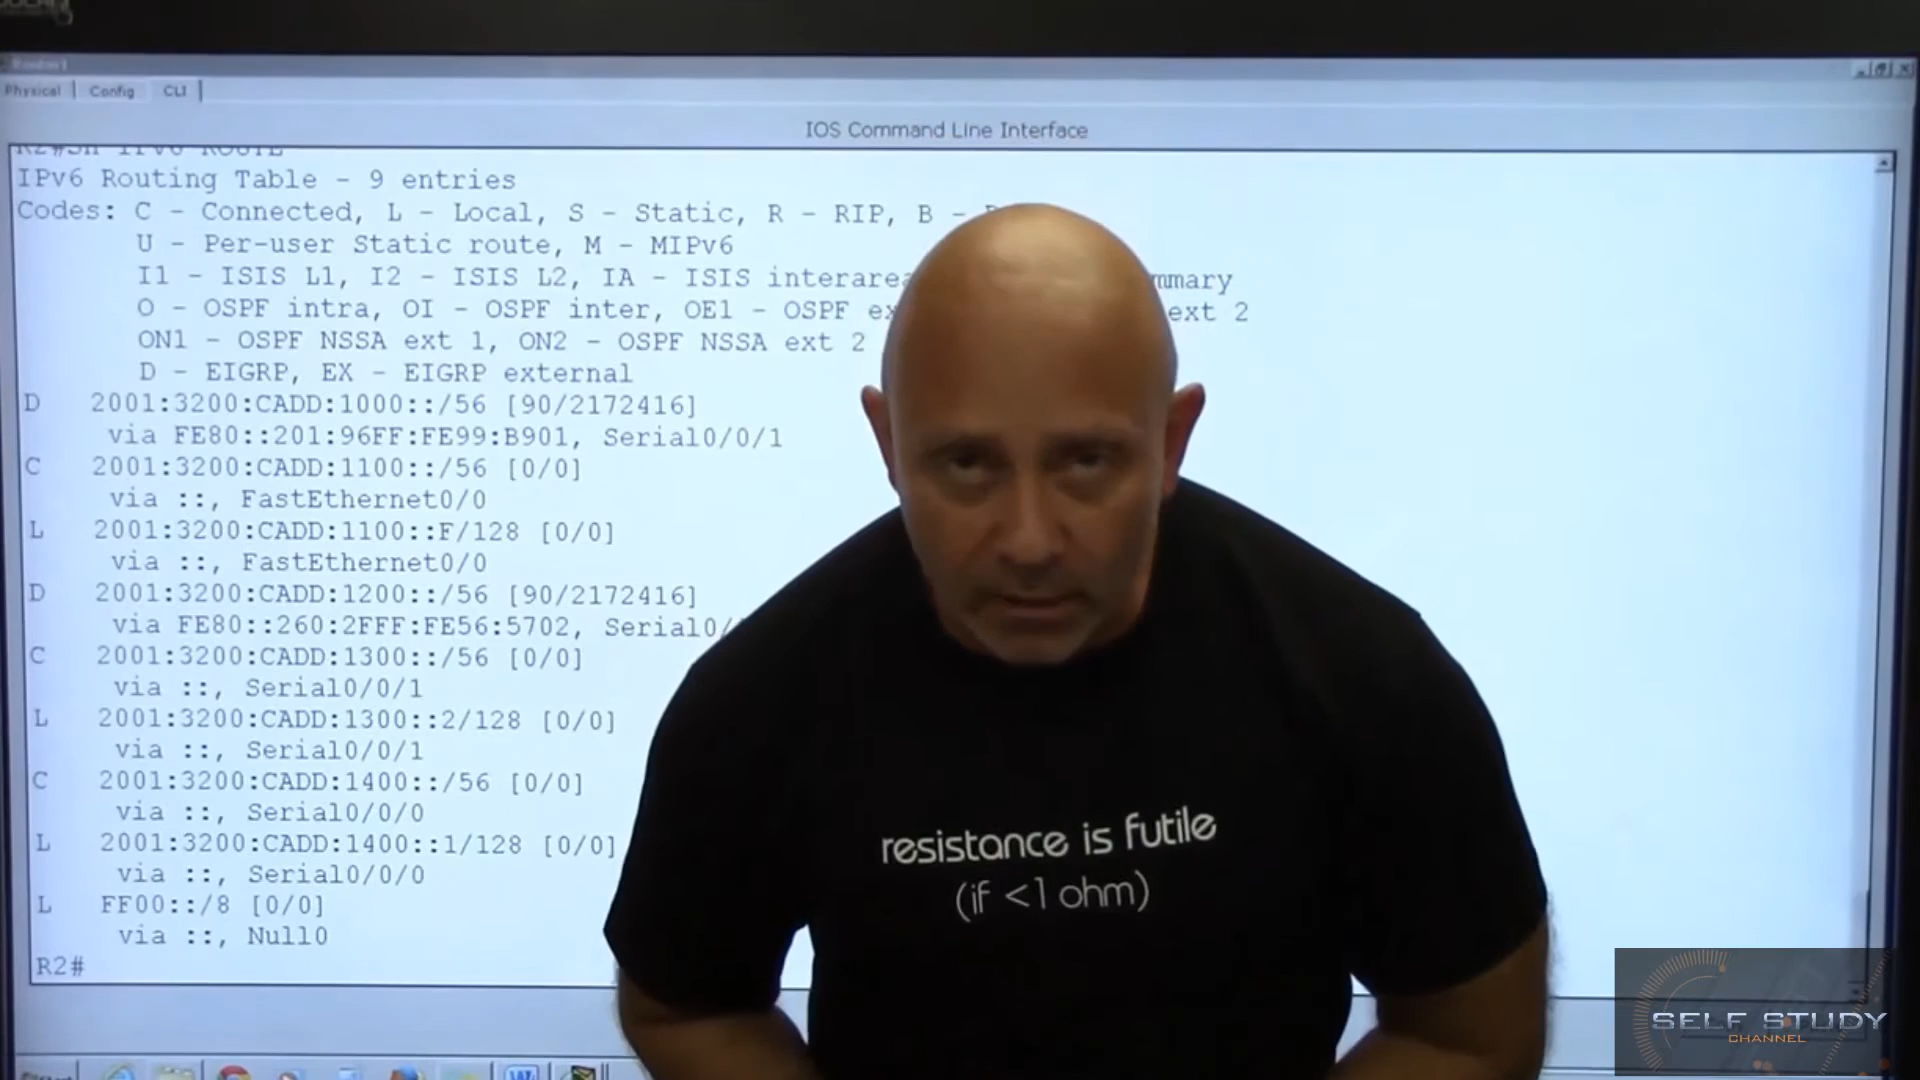 Physical
Config
CLI
IOS Command Line Interface
R2#SH IPV6 ROUTE
IPv6 Routing Table - 9 entries
Codes: C - Connected, L - Local, S - Static, R - RIP, B -
U - Per-user Static route, M - MIPv6
I1 - ISIS L1, I2 - ISIS L2, IA - ISIS interarea mmary
O - OSPF intra, OI - OSPF inter, OE1 - OSPF ex ext 2
ON1 - OSPF NSSA ext 1, ON2 - OSPF NSSA ext 2
D - EIGRP, EX - EIGRP external
D 2001:3200:CADD:1000::/56 [90/2172416]
via FE80::201:96FF:FE99:B901, Serial0/0/1
C 2001:3200:CADD:1100::/56 [0/0]
via ::, FastEthernet0/0
L 2001:3200:CADD:1100::F/128 [0/0]
via ::, FastEthernet0/0
D 2001:3200:CADD:1200::/56 [90/2172416]
via FE80::260:2FFF:FE56:5702, Serial0/
C 2001:3200:CADD:1300::/56 [0/0]
via ::, Serial0/0/1
L 2001:3200:CADD:1300::2/128 [0/0]
via ::, Serial0/0/1
C 2001:3200:CADD:1400::/56 [0/0]
via ::, Serial0/0/0
L 2001:3200:CADD:1400::1/128 [0/0]
via ::, Serial0/0/0
L FF00::/8 [0/0]
via ::, Null0
R2#
resistance is futile
(if <1 ohm)
SELF STUDY
CHANNEL